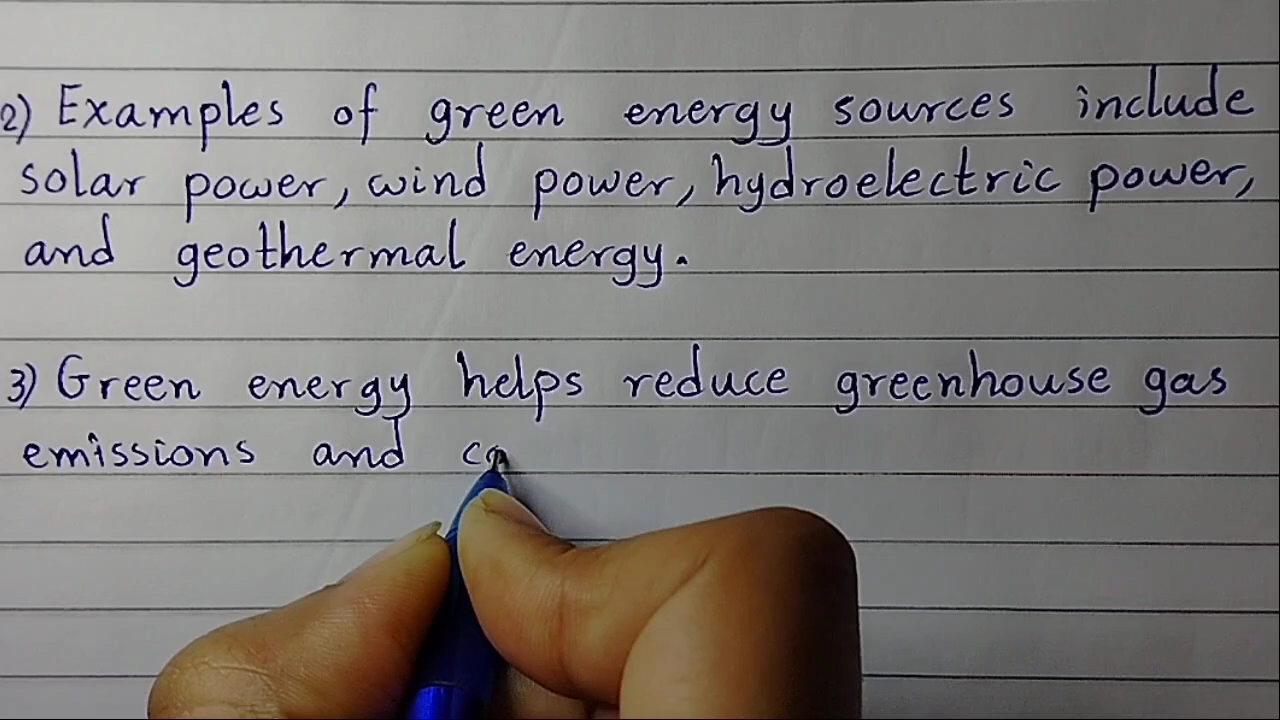 2) Examples of green energy sources include
solar power, wind power, hydroelectric power,
and geothermal energy.
3) Green energy helps reduce greenhouse gas
emissions and